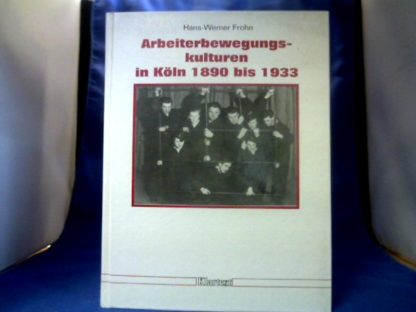 Hans-Werner Frohn
Arbeiterbewegungs-
kulturen
in Köln 1890 bis 1933
Klartext